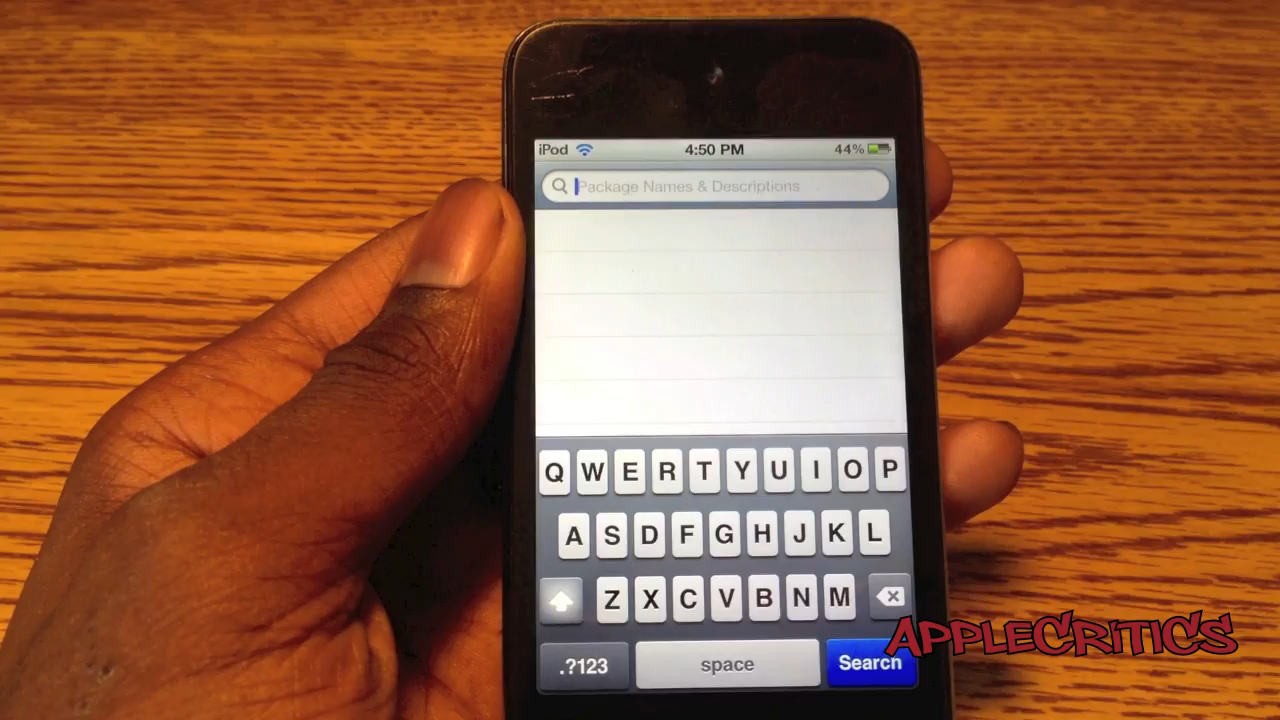 iPod 4:50 PM 44%
Package Names & Descriptions
Q W E R T Y U I O P
A S D F G H J K L
Z X C V B N M
.?123 space Search
APPLECRITICS